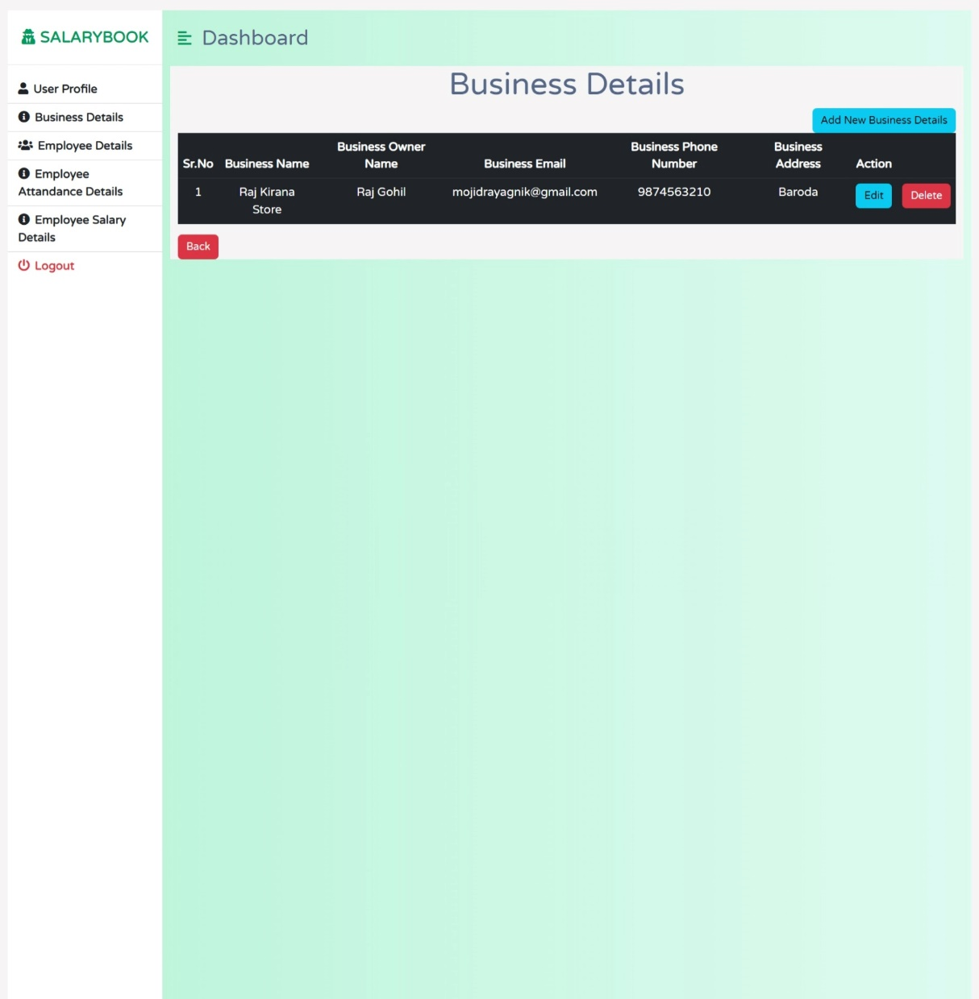 SALARYBOOK
Dashboard
User Profile
Business Details
Employee Details
Employee
Attandance Details
Employee Salary
Details
Logout
Business Details
Add New Business Details
Sr.No Business Name Business Owner Name Business Email Business Phone Number Business Address Action
1 Raj Kirana Store Raj Gohil mojidrayagnik@gmail.com 9874563210 Baroda Edit Delete
Back